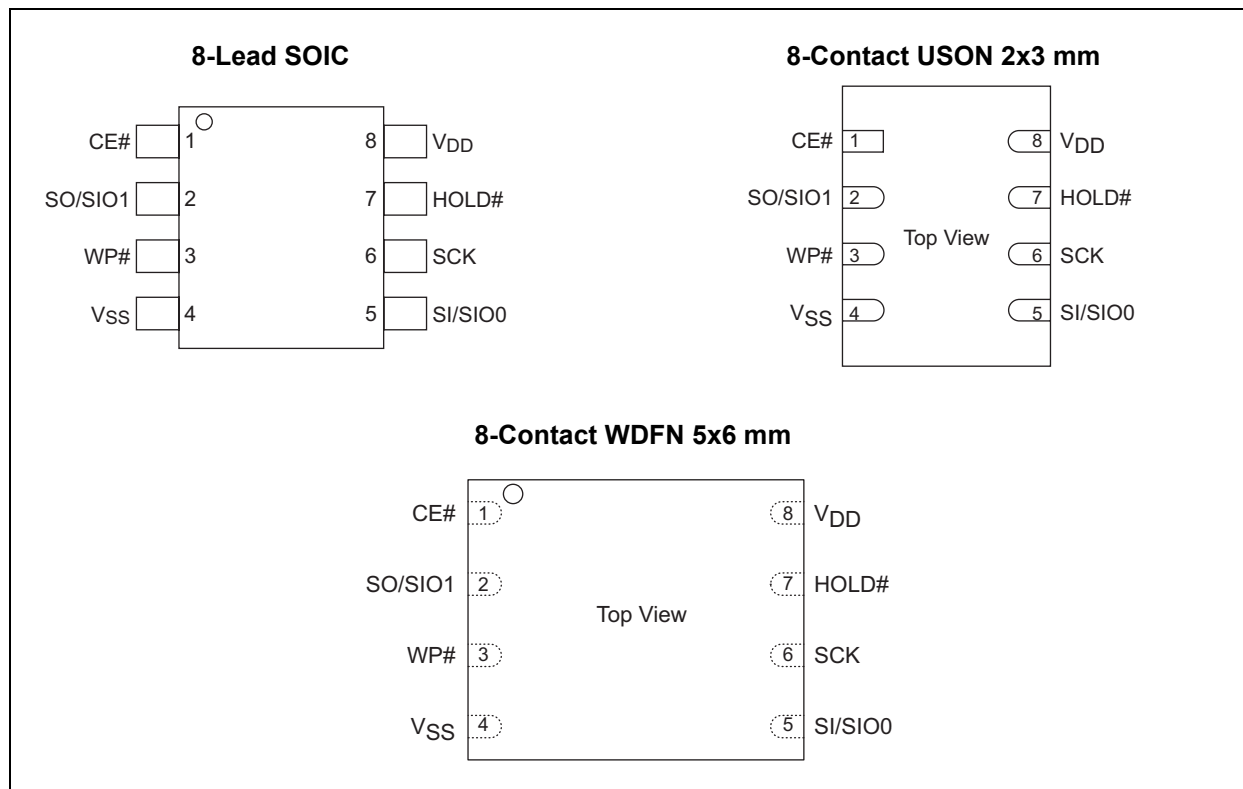 8-Lead SOIC
CE# 1 8 VDD
SO/SIO1 2 7 HOLD#
WP# 3 6 SCK
VSS 4 5 SI/SIO0
8-Contact USON 2x3 mm
CE# 1 8 VDD
SO/SIO1 2 7 HOLD#
Top View
WP# 3 6 SCK
VSS 4 5 SI/SIO0
8-Contact WDFN 5x6 mm
CE# 1 8 VDD
SO/SIO1 2 7 HOLD#
Top View
WP# 3 6 SCK
VSS 4 5 SI/SIO0